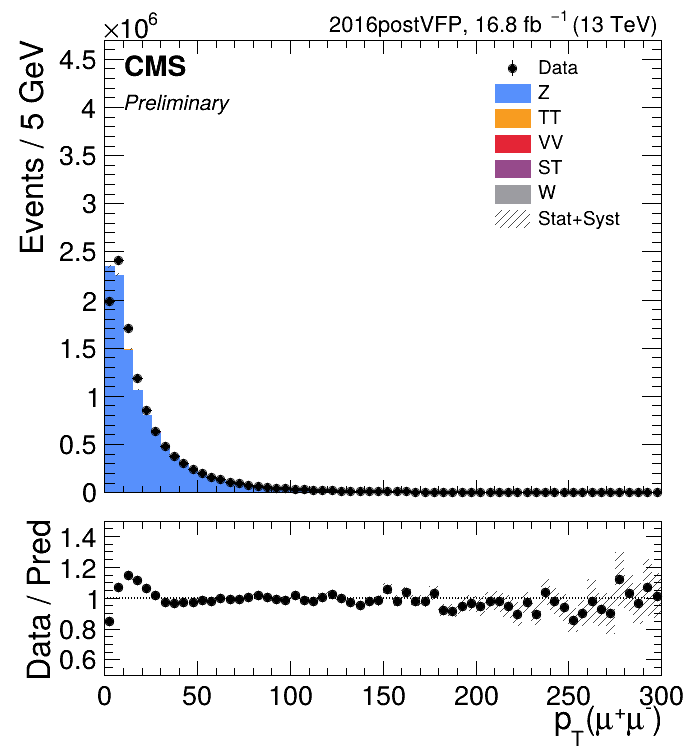 ×10⁶
2016postVFP, 16.8 fb ⁻¹ (13 TeV)
CMS
Preliminary
Data
Z
TT
VV
ST
W
Stat+Syst
Events / 5 GeV
4.5
4
3.5
3
2.5
2
1.5
1
0.5
0
Data / Pred
1.4
1.2
1
0.8
0.6
0 50 100 150 200 250 300
p_T(μ⁺μ⁻)